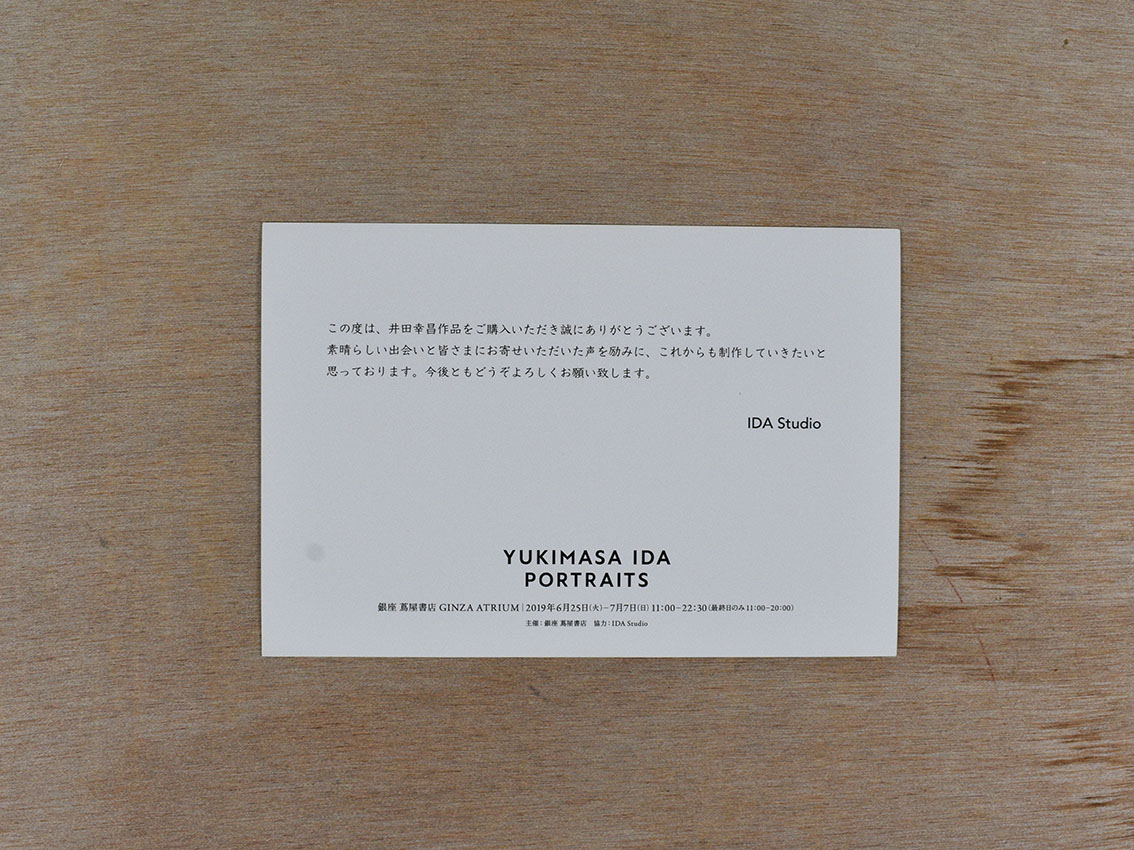 この度は、井田幸昌作品をご購入いただき誠にありがとうございます。
素晴らしい出会いと皆さまにお寄せいただいた声を励みに、これからも制作していきたいと
思っております。今後ともどうぞよろしくお願い致します。
IDA Studio
YUKIMASA IDA
PORTRAITS
銀座 蔦屋書店 GINZA ATRIUM | 2019年6月25日(火)–7月7日(日) 11:00–22:30(最終日のみ11:00–20:00)
主催:銀座 蔦屋書店 協力:IDA Studio